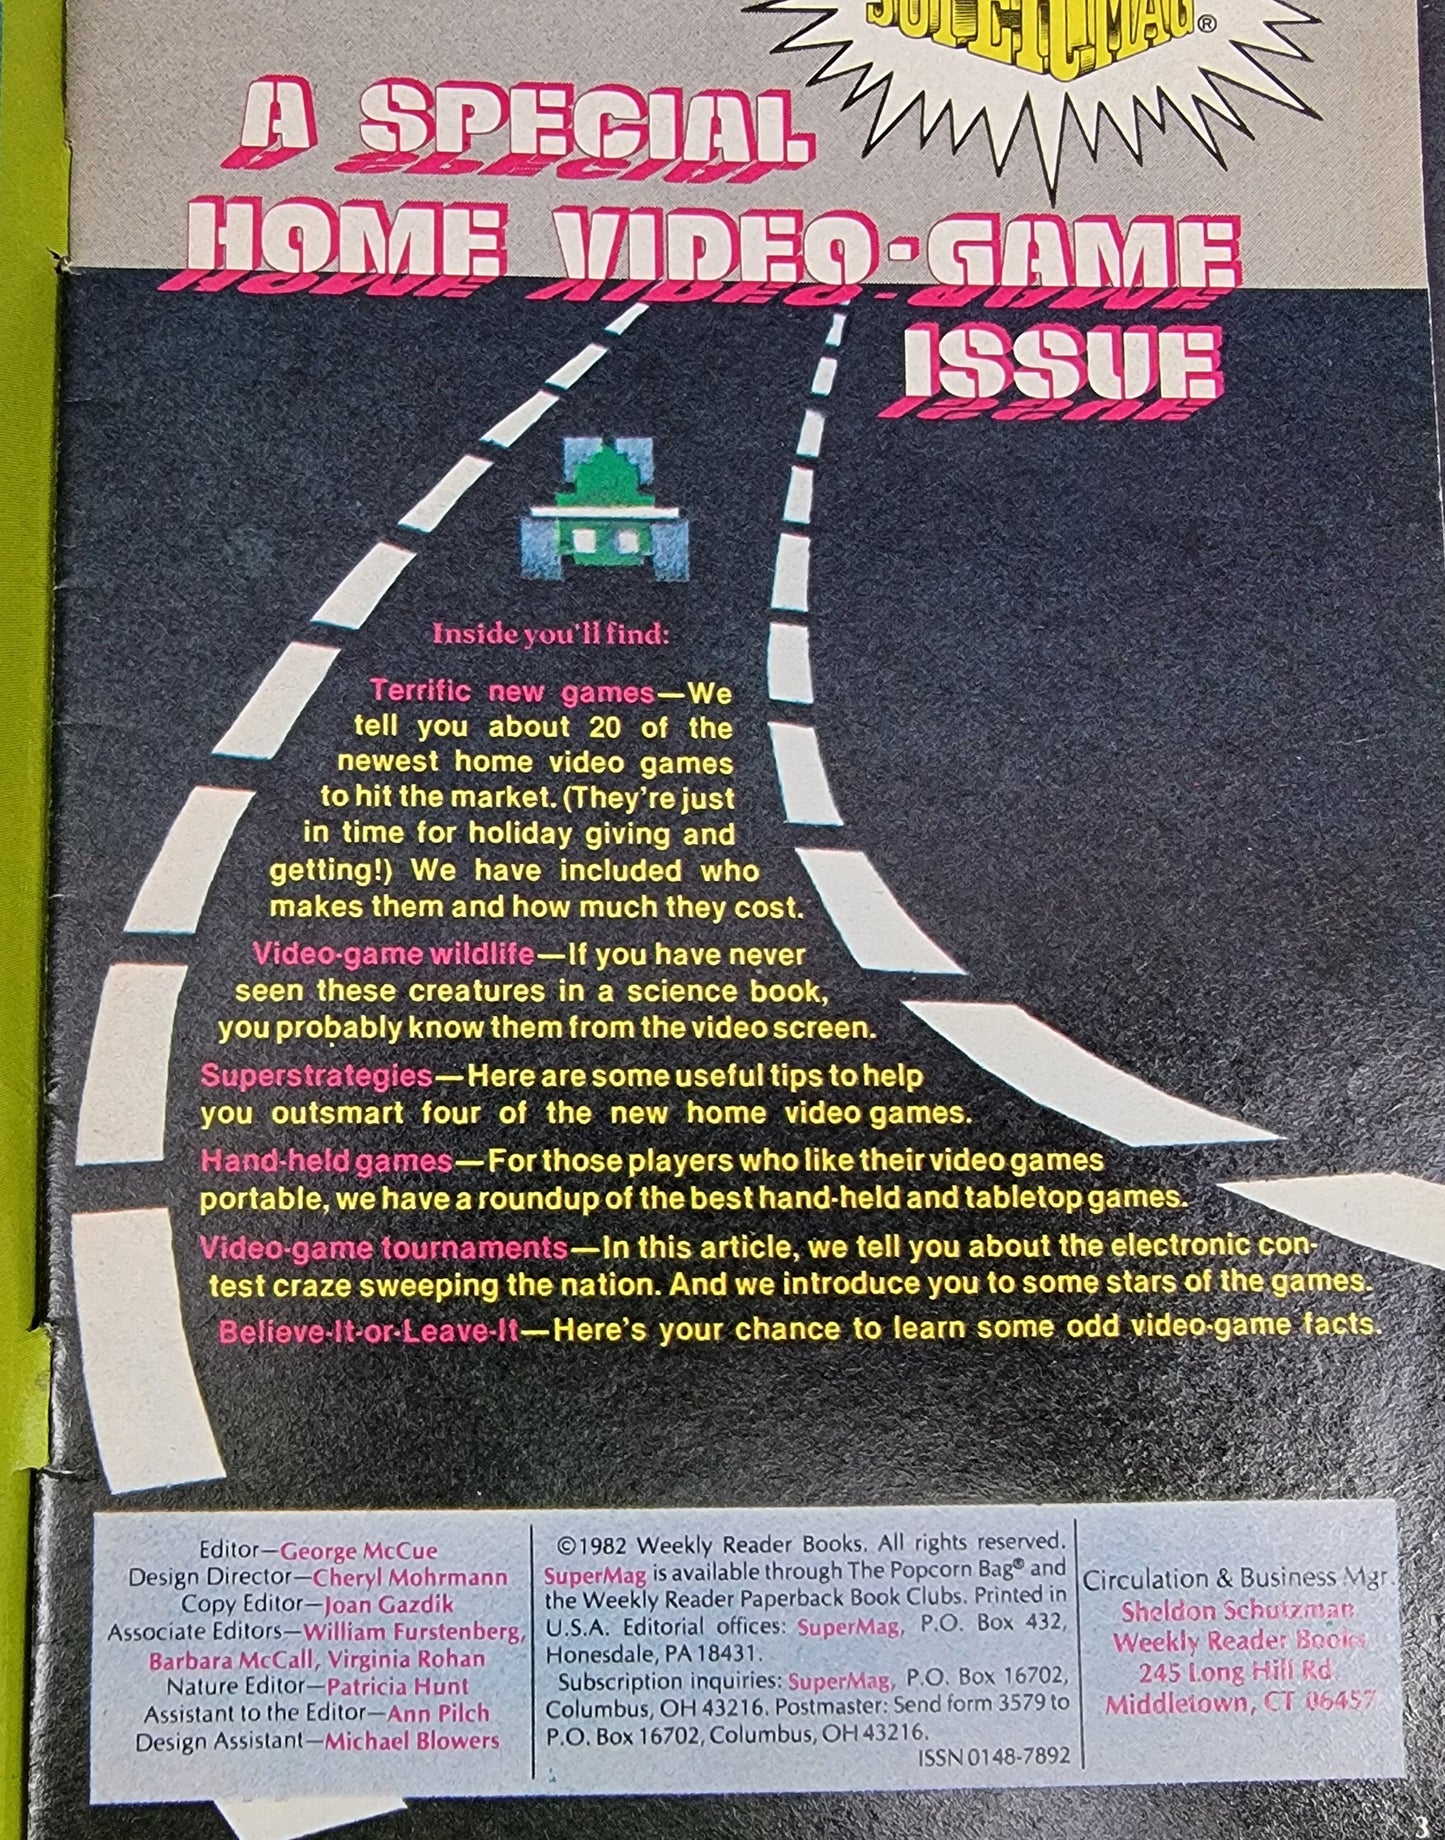 SUPERMAG®
A SPECIAL
HOME VIDEO-GAME
ISSUE
Inside you'll find:
Terrific new games—We
tell you about 20 of the
newest home video games
to hit the market. (They're just
in time for holiday giving and
getting!) We have included who
makes them and how much they cost.
Video-game wildlife—If you have never
seen these creatures in a science book,
you probably know them from the video screen.
Superstrategies—Here are some useful tips to help
you outsmart four of the new home video games.
Hand-held games—For those players who like their video games
portable, we have a roundup of the best hand-held and tabletop games.
Video-game tournaments—In this article, we tell you about the electronic con-
test craze sweeping the nation. And we introduce you to some stars of the games.
Believe-It-or-Leave-It—Here's your chance to learn some odd video-game facts.
Editor—George McCue
Design Director—Cheryl Mohrmann
Copy Editor—Joan Gazdik
Associate Editors—William Furstenberg,
Barbara McCall, Virginia Rohan
Nature Editor—Patricia Hunt
Assistant to the Editor—Ann Pilch
Design Assistant—Michael Blowers
©1982 Weekly Reader Books. All rights reserved.
SuperMag is available through The Popcorn Bag® and
the Weekly Reader Paperback Book Clubs. Printed in
U.S.A. Editorial offices: SuperMag, P.O. Box 432,
Honesdale, PA 18431.
Subscription inquiries: SuperMag, P.O. Box 16702,
Columbus, OH 43216. Postmaster: Send form 3579 to
P.O. Box 16702, Columbus, OH 43216.
ISSN 0148-7892
Circulation & Business Mgr.
Sheldon Schutzman
Weekly Reader Books
245 Long Hill Rd
Middletown, CT 06457
3